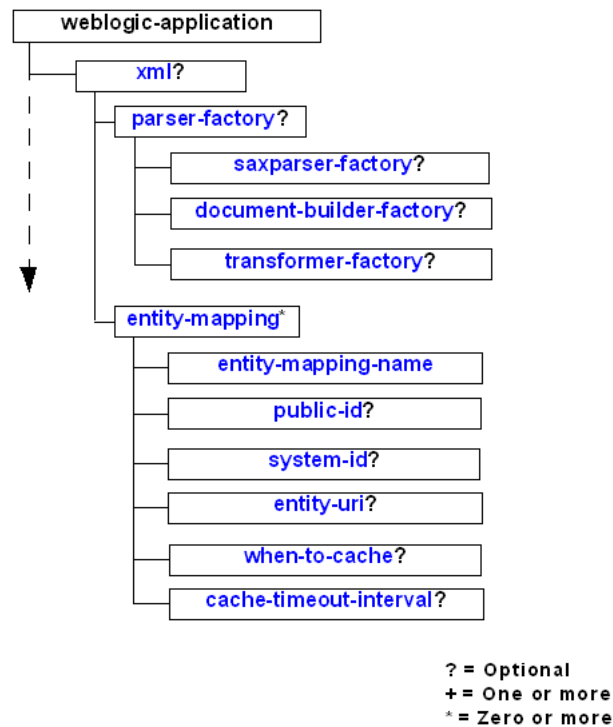 weblogic-application
xml?
parser-factory?
saxparser-factory?
document-builder-factory?
transformer-factory?
entity-mapping*
entity-mapping-name
public-id?
system-id?
entity-uri?
when-to-cache?
cache-timeout-interval?
? = Optional
+ = One or more
* = Zero or more